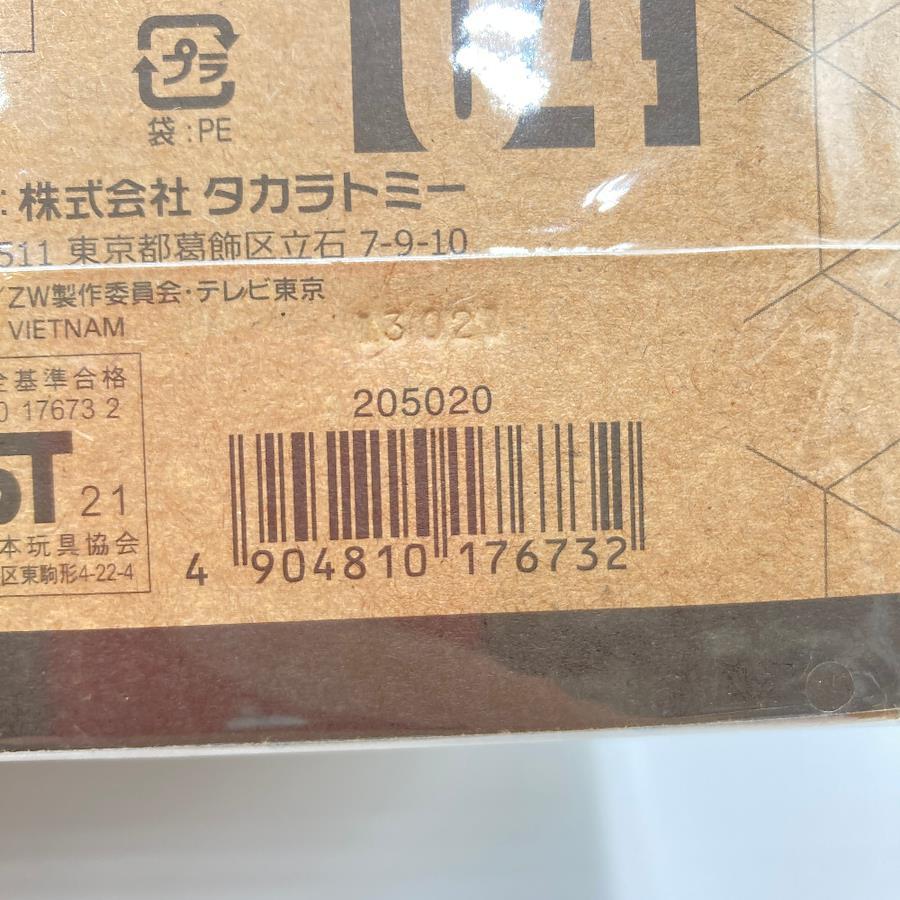 プラ
袋:PE
【04】
:株式会社 タカラトミー
511 東京都葛飾区立石 7-9-10
/ZW製作委員会・テレビ東京
VIETNAM
全基準合格
0 17673 2
ST 21
本玩具協会
区東駒形4-22-4
205020
4 904810 176732